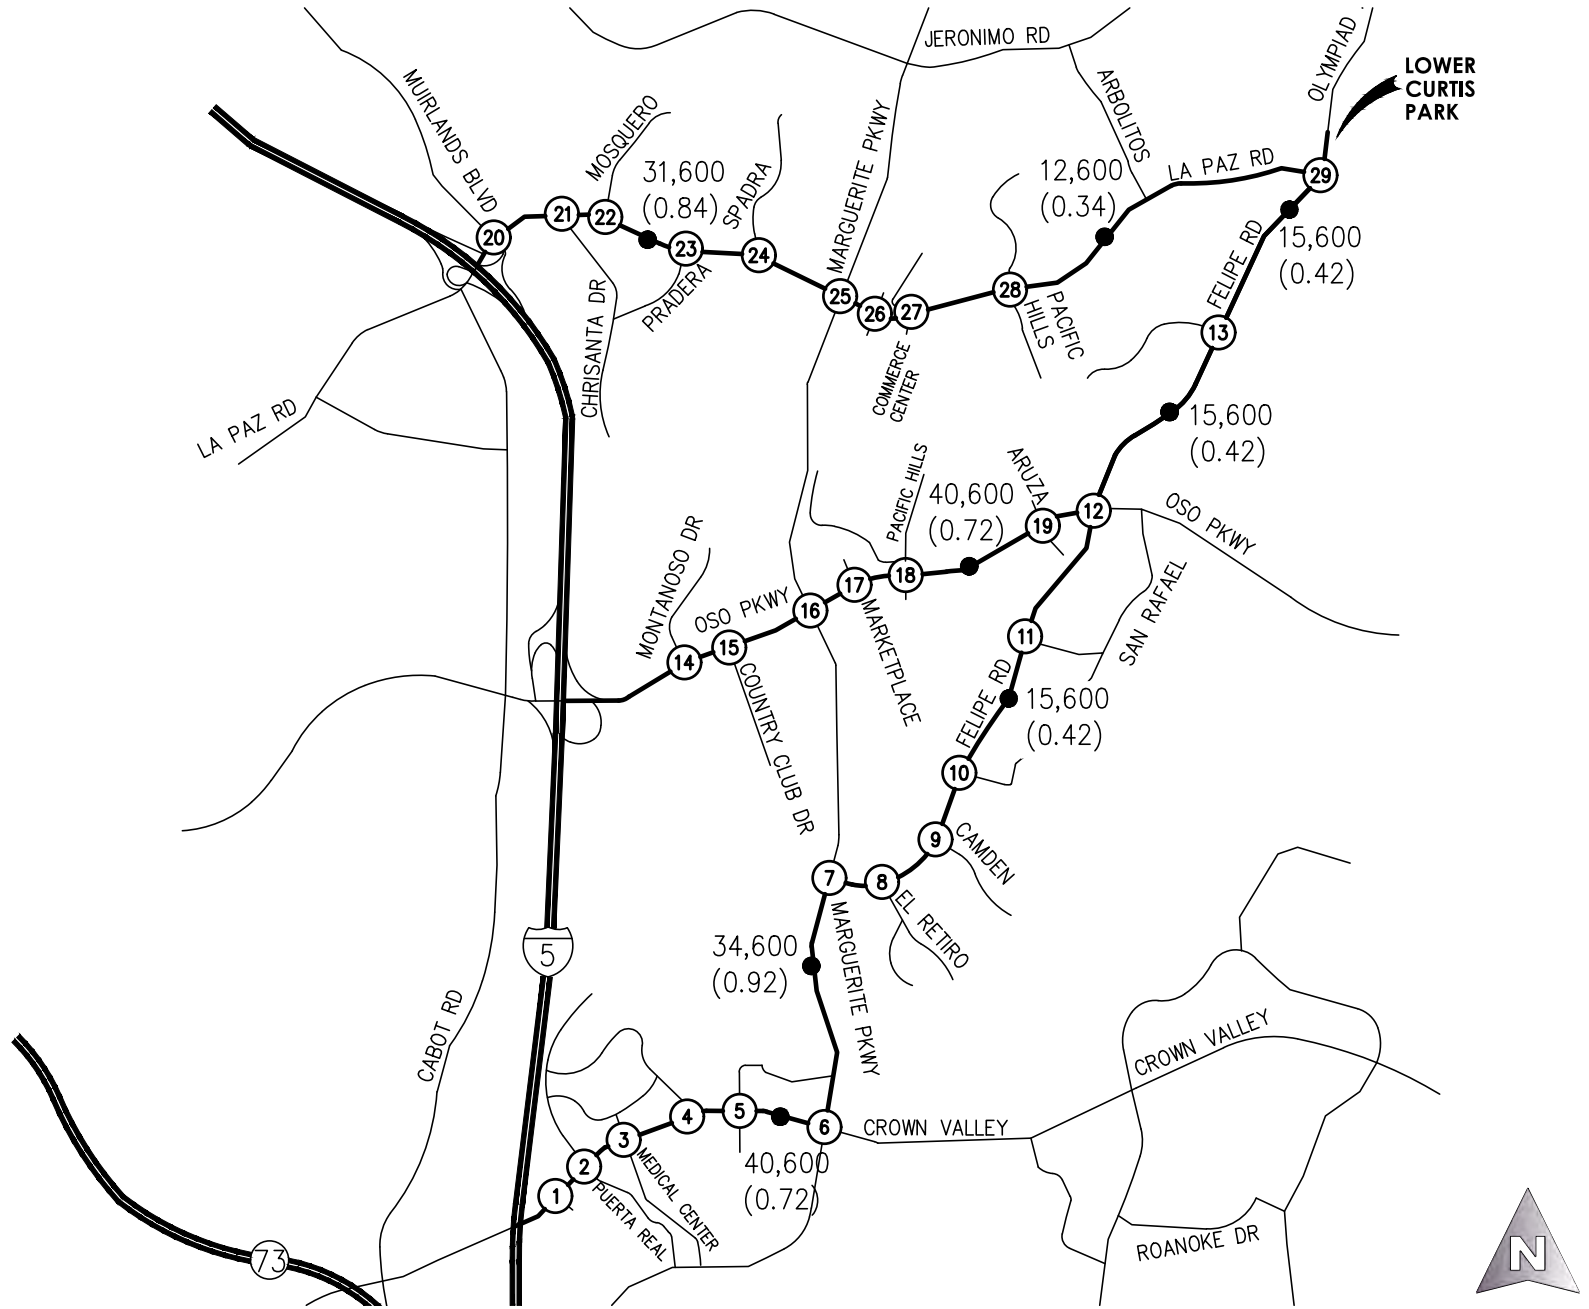 JERONIMO RD
OLYMPIAD
LOWER
CURTIS
PARK
MUIRLANDS BLVD
MOSQUERO
ARBOLITOS
MARGUERITE PKWY
31,600
(0.84)
SPADRA
12,600
(0.34)
LA PAZ RD
29
20
21
22
23
24
25
26
27
28
15,600
(0.42)
FELIPE RD
13
CHRISANTA DR
PRADERA
COMMERCE
CENTER
PACIFIC
HILLS
LA PAZ RD
15,600
(0.42)
PACIFIC HILLS
40,600
(0.72)
ARUZA
19
12
OSO PKWY
MONTANOSO DR
OSO PKWY
14
15
16
17
18
MARKETPLACE
COUNTRY CLUB DR
11
SAN RAFAEL
FELIPE RD
15,600
(0.42)
10
9
CAMDEN
7
8
EL RETIRO
5
34,600
(0.92)
MARGUERITE PKWY
CABOT RD
CROWN VALLEY
1
2
3
4
5
6
CROWN VALLEY
40,600
(0.72)
MEDICAL CENTER
PUERTA REAL
73
ROANOKE DR
N